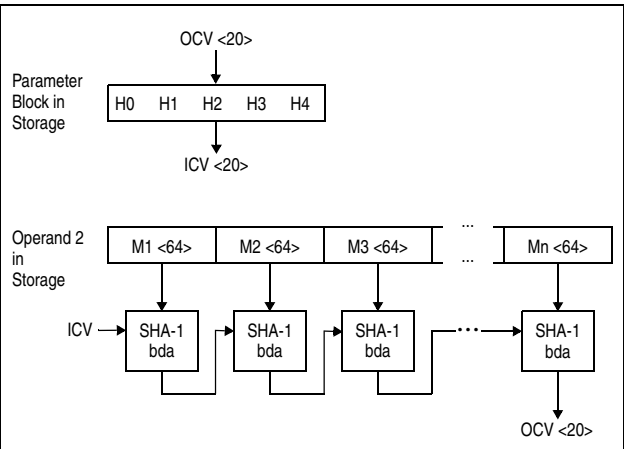 OCV <20>
Parameter
Block in
Storage
H0 H1 H2 H3 H4
ICV <20>
Operand 2
in
Storage
M1 <64> M2 <64> M3 <64> ... ... Mn <64>
ICV
SHA-1 bda
SHA-1 bda
SHA-1 bda
...
SHA-1 bda
OCV <20>